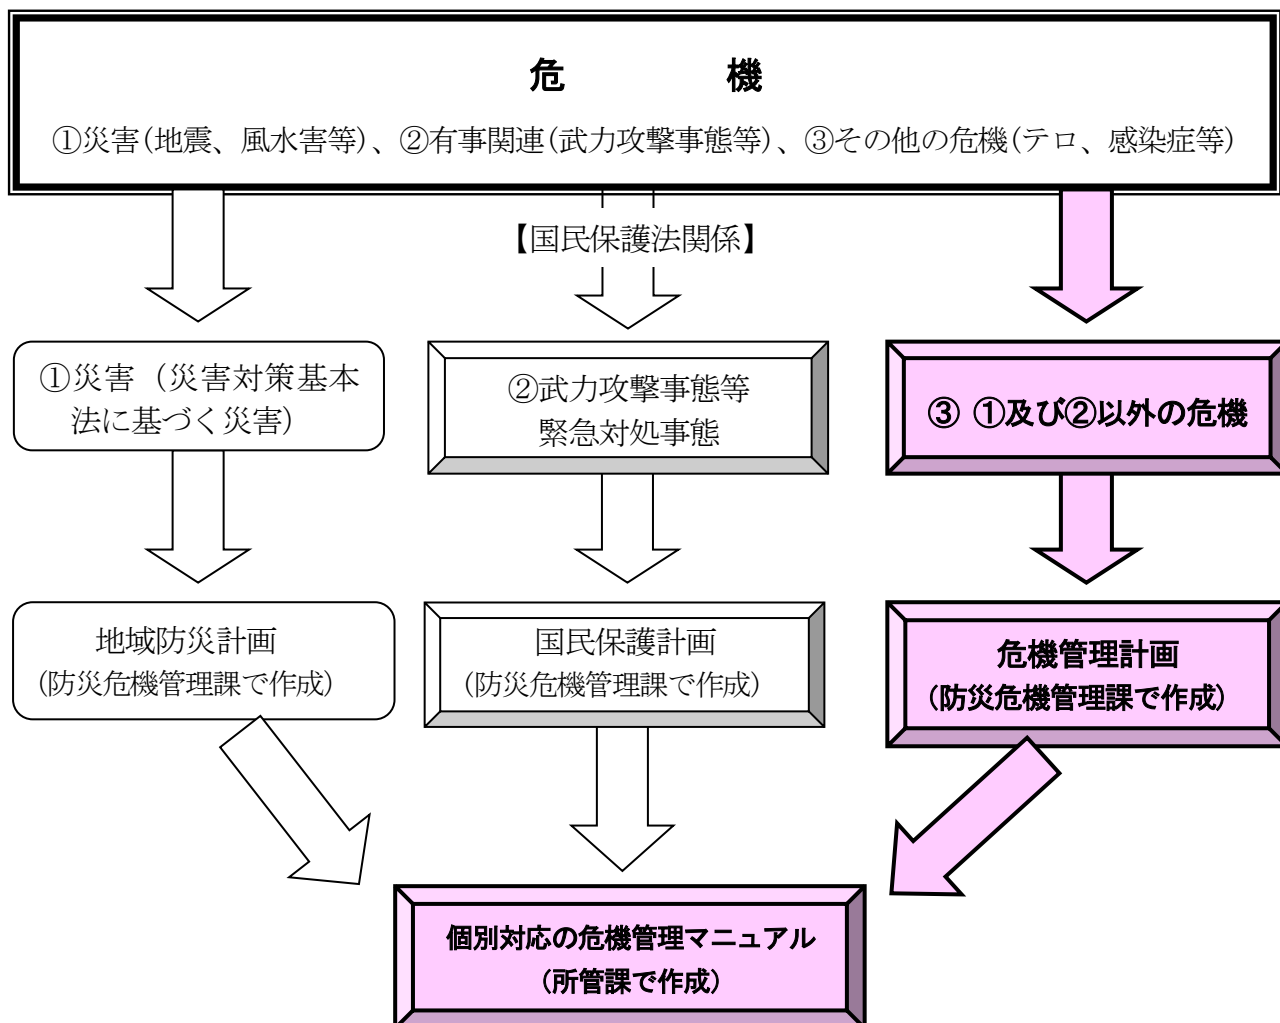 危　　　　機
①災害(地震、風水害等)、②有事関連(武力攻撃事態等)、③その他の危機(テロ、感染症等)
【国民保護法関係】
①災害（災害対策基本
法に基づく災害）
②武力攻撃事態等
緊急対処事態
③ ①及び②以外の危機
地域防災計画
(防災危機管理課で作成)
国民保護計画
(防災危機管理課で作成)
危機管理計画
(防災危機管理課で作成)
個別対応の危機管理マニュアル
(所管課で作成)